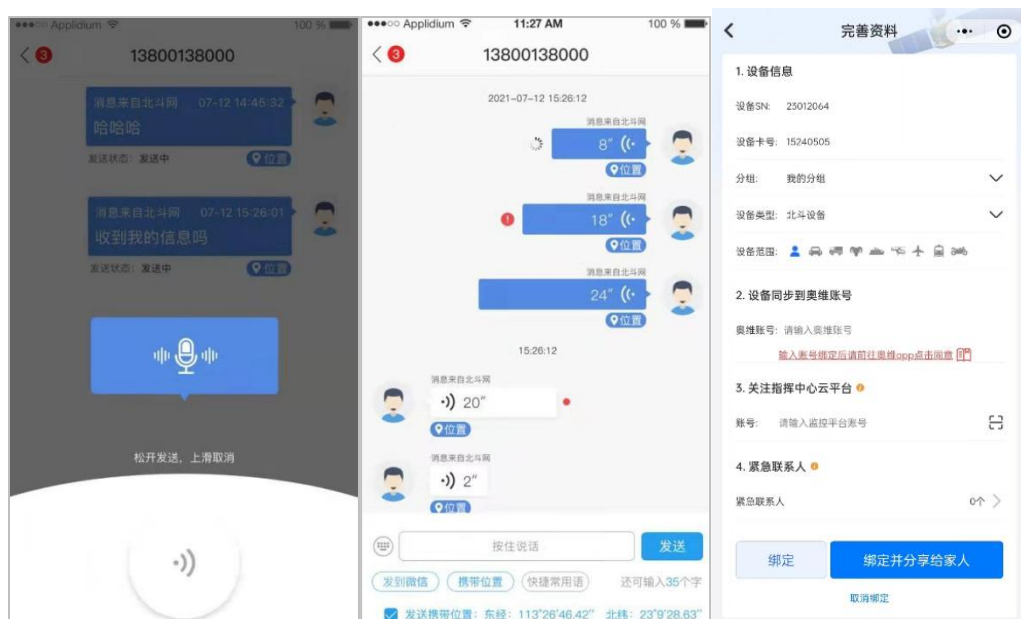 ●●●○○ Applidium
100 %
3
13800138000
消息来自北斗网 07-12 14:45:32
哈哈哈
发送状态: 发送中
位置
消息来自北斗网 07-12 15:26:01
收到我的信息吗
发送状态: 发送中
位置
松开发送, 上滑取消
●●●○○ Applidium
11:27 AM
100 %
3
13800138000
2021-07-12 15:26:12
消息来自北斗网
8"
位置
消息来自北斗网
18"
位置
消息来自北斗网
24"
位置
15:26:12
消息来自北斗网
20"
位置
消息来自北斗网
2"
位置
按住说话
发送
发到微信
携带位置
快捷常用语
还可输入35个字
发送携带位置: 东经: 113°26'46.42" 北纬: 23°9'28.63"
完善资料
1. 设备信息
设备SN: 23012064
设备卡号: 15240505
分组: 我的分组
设备类型: 北斗设备
设备范围:
2. 设备同步到奥维账号
奥维账号: 请输入奥维账号
输入账号绑定后请前往奥维app点击同意
3. 关注指挥中心云平台
账号: 请输入监控平台账号
4. 紧急联系人
紧急联系人
0个
绑定
绑定并分享给家人
取消绑定